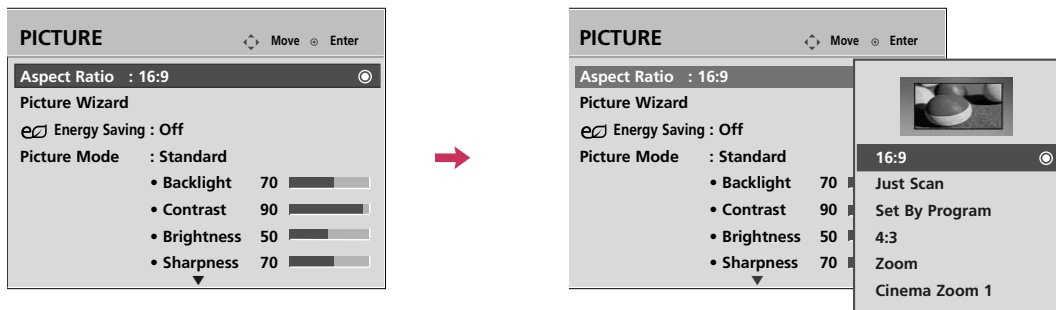 PICTURE Move Enter
Aspect Ratio : 16:9
Picture Wizard
Energy Saving : Off
Picture Mode : Standard
• Backlight 70
• Contrast 90
• Brightness 50
• Sharpness 70
PICTURE Move Enter
Aspect Ratio : 16:9
Picture Wizard
Energy Saving : Off
Picture Mode : Standard
• Backlight 70
• Contrast 90
• Brightness 50
• Sharpness 70
16:9
Just Scan
Set By Program
4:3
Zoom
Cinema Zoom 1